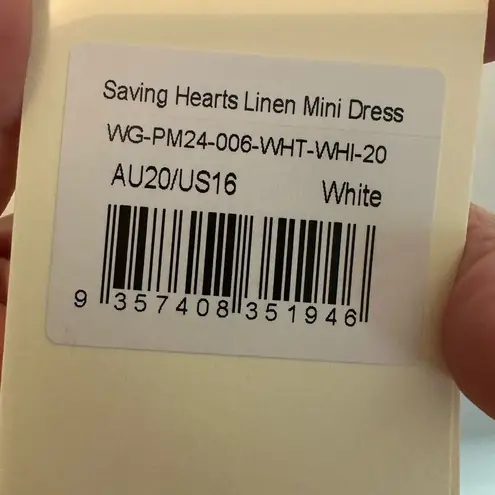 Saving Hearts Linen Mini Dress
WG-PM24-006-WHT-WHI-20
AU20/US16 White
9 357408 351946